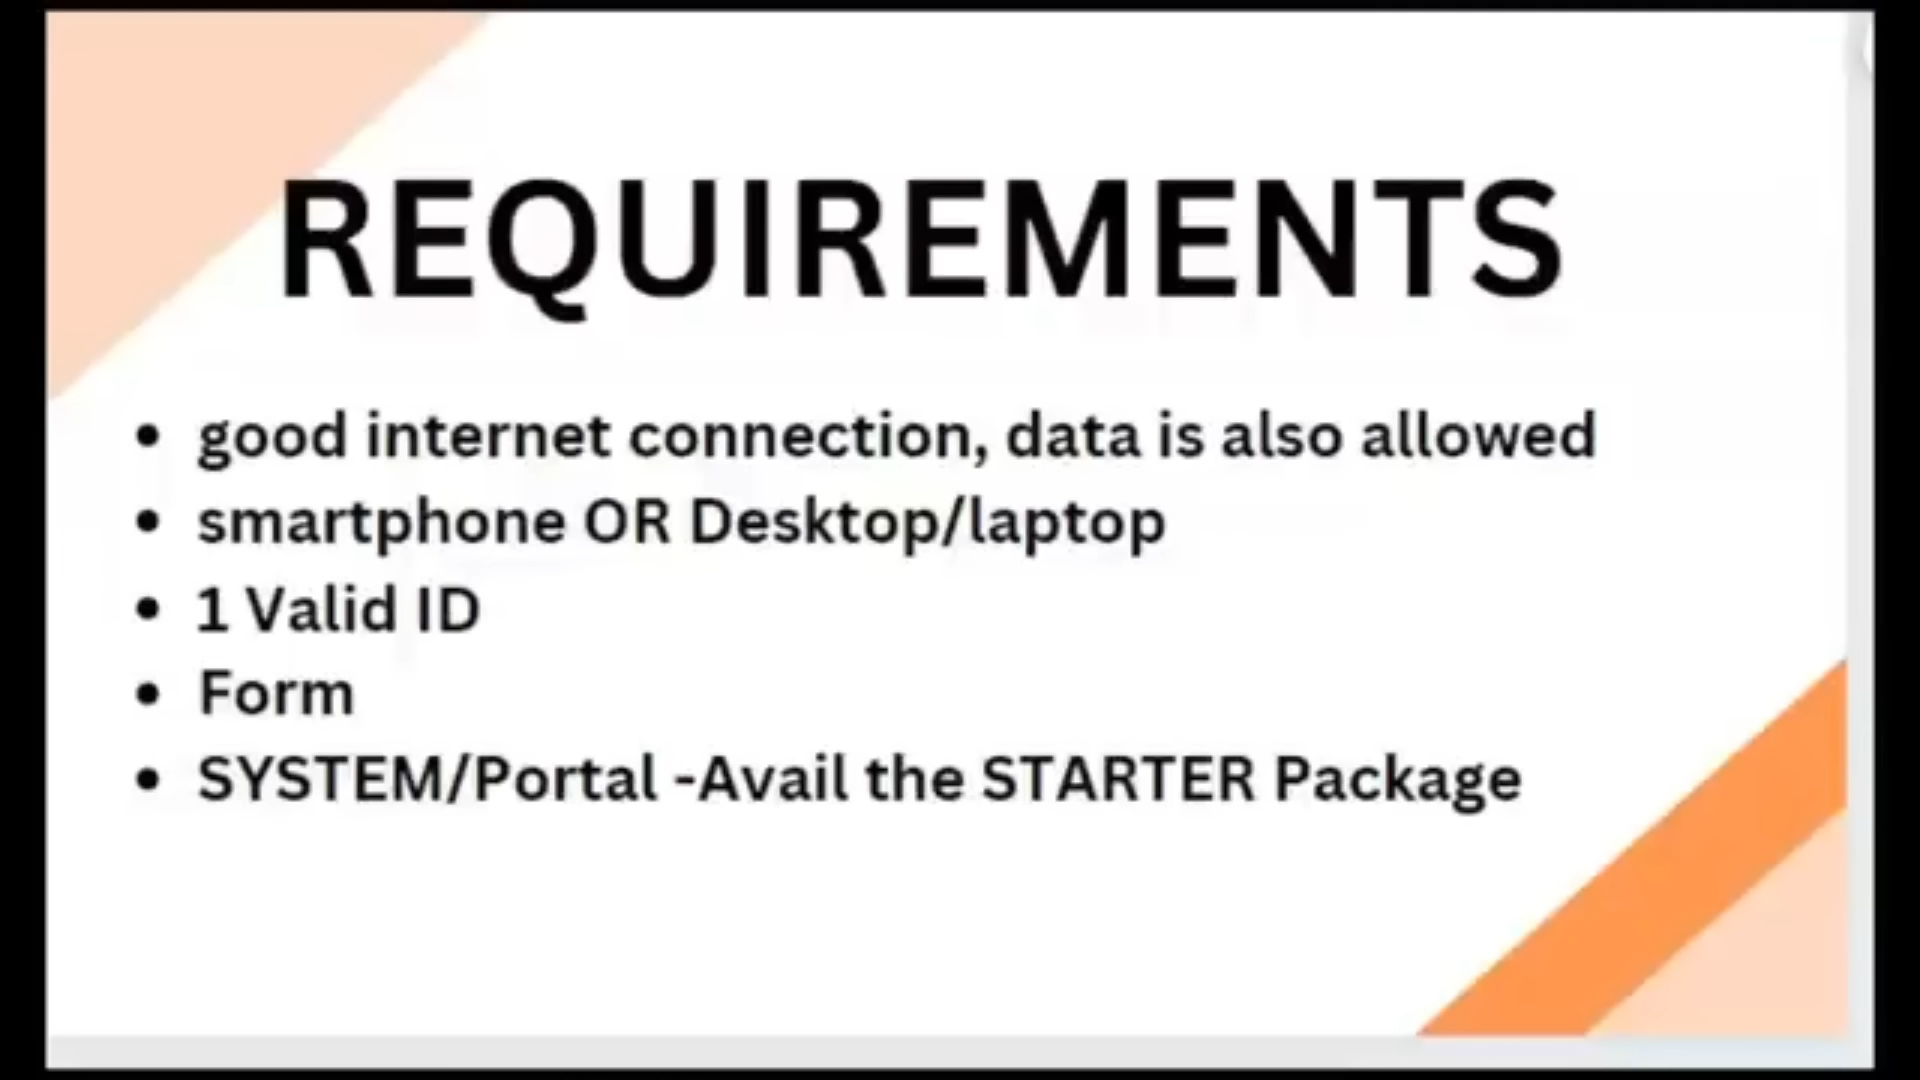 REQUIREMENTS
• good internet connection, data is also allowed
• smartphone OR Desktop/laptop
• 1 Valid ID
• Form
• SYSTEM/Portal -Avail the STARTER Package